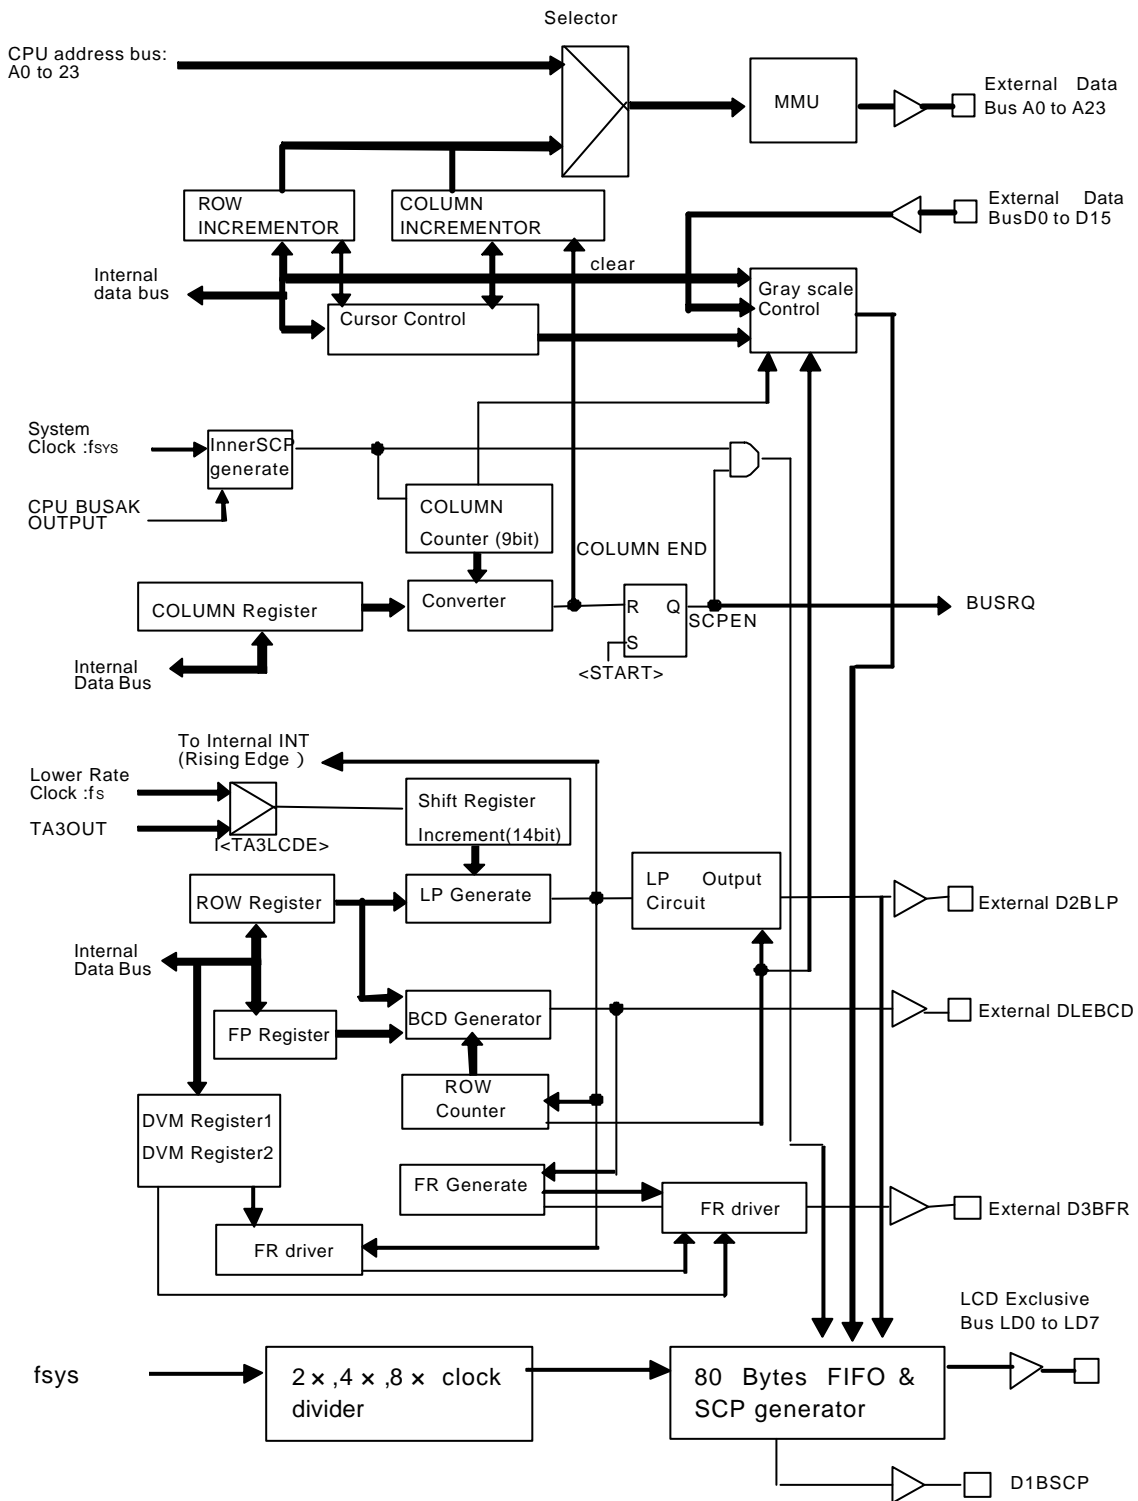 Selector
CPU address bus:
A0 to 23
MMU
External Data
Bus A0 to A23
ROW
INCREMENTOR
COLUMN
INCREMENTOR
External Data
BusD0 to D15
Internal
data bus
clear
Gray scale
Control
Cursor Control
System
Clock :fSYS
InnerSCP
generate
CPU BUSAK
OUTPUT
COLUMN
Counter (9bit)
COLUMN END
COLUMN Register
Converter
R Q
S
SCPEN
BUSRQ
<START>
Internal
Data Bus
To Internal INT
(Rising Edge )
Lower Rate
Clock :fs
TA3OUT
I<TA3LCDE>
Shift Register
Increment(14bit)
ROW Register
LP Generate
LP Output
Circuit
External D2BLP
Internal
Data Bus
FP Register
BCD Generator
External DLEBCD
ROW
Counter
DVM Register1
DVM Register2
FR Generate
FR driver
External D3BFR
FR driver
LCD Exclusive
Bus LD0 to LD7
fsys
2 × ,4 × ,8 × clock
divider
80 Bytes FIFO &
SCP generator
D1BSCP